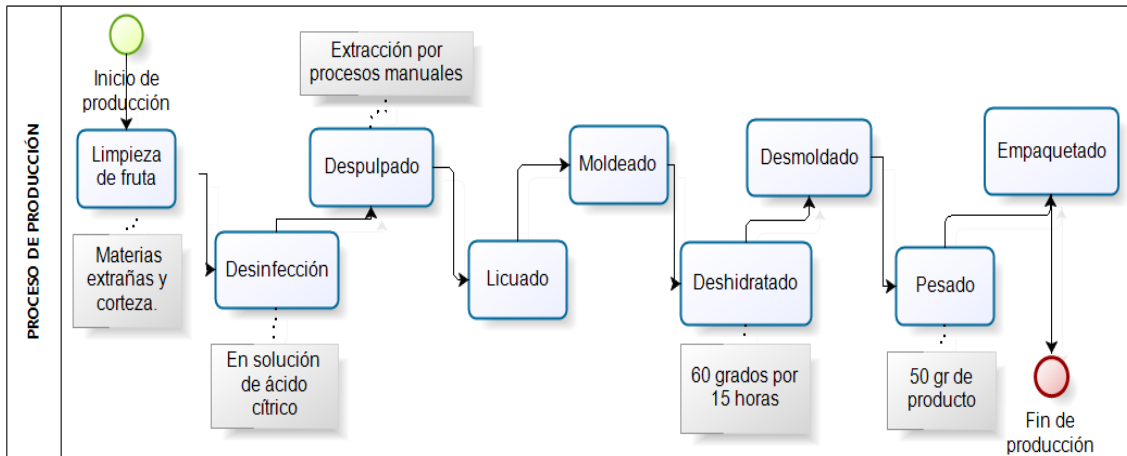 PROCESO DE PRODUCCIÓN
Inicio de
producción
Limpieza
de fruta
Materias
extrañas y
corteza.
Desinfección
En solución
de ácido
cítrico
Extracción por
procesos manuales
Despulpado
Licuado
Moldeado
Deshidratado
60 grados por
15 horas
Desmoldado
Pesado
50 gr de
producto
Empaquetado
Fin de
producción